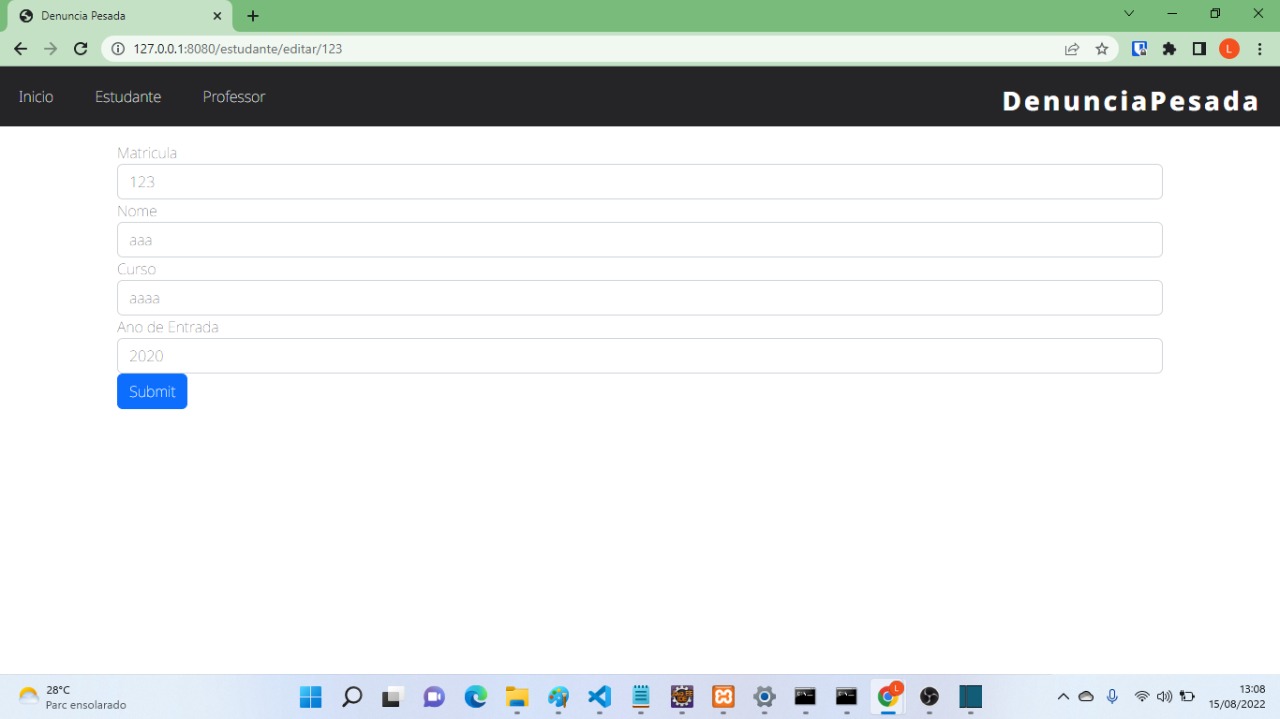 Denuncia Pesada
127.0.0.1:8080/estudante/editar/123
L
Inicio Estudante Professor DenunciaPesada
Matricula
123
Nome
aaa
Curso
aaaa
Ano de Entrada
2020
Submit
28°C
Parc ensolarado
L
13:08
15/08/2022